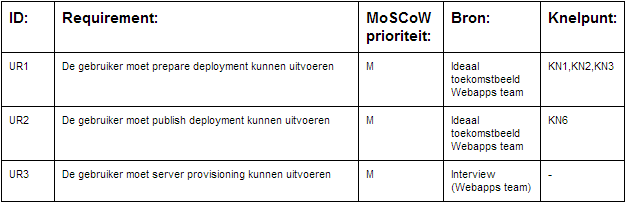 ID: Requirement: MoSCoW Bron: Knelpunt:
prioriteit:
UR1 De gebruiker moet prepare deployment kunnen uitvoeren M Ideaal KN1,KN2,KN3
toekomstbeeld
Webapps team
UR2 De gebruiker moet publish deployment kunnen uitvoeren M Ideaal KN6
toekomstbeeld
Webapps team
UR3 De gebruiker moet server provisioning kunnen uitvoeren M Interview -
(Webapps team)